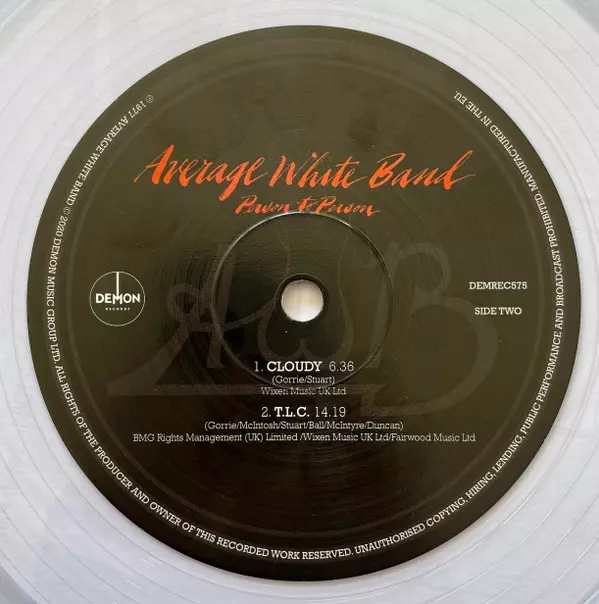 Average White Band
Person to Person
DEMON
RECORDS
DEMREC575
SIDE TWO
1. CLOUDY 6.36
(Gorrie/Stuart)
Wixen Music UK Ltd
2. T.L.C. 14.19
(Gorrie/McIntosh/Stuart/Ball/McIntyre/Duncan)
BMG Rights Management (UK) Limited /Wixen Music UK Ltd/Fairwood Music Ltd
AWB
℗ 1977 AVERAGE WHITE BAND © 2020 DEMON MUSIC GROUP LTD. ALL RIGHTS OF THE PRODUCER AND OWNER OF THIS RECORDED WORK RESERVED. UNAUTHORISED COPYING, HIRING, LENDING, PUBLIC PERFORMANCE AND BROADCAST PROHIBITED. MANUFACTURED IN THE EU.